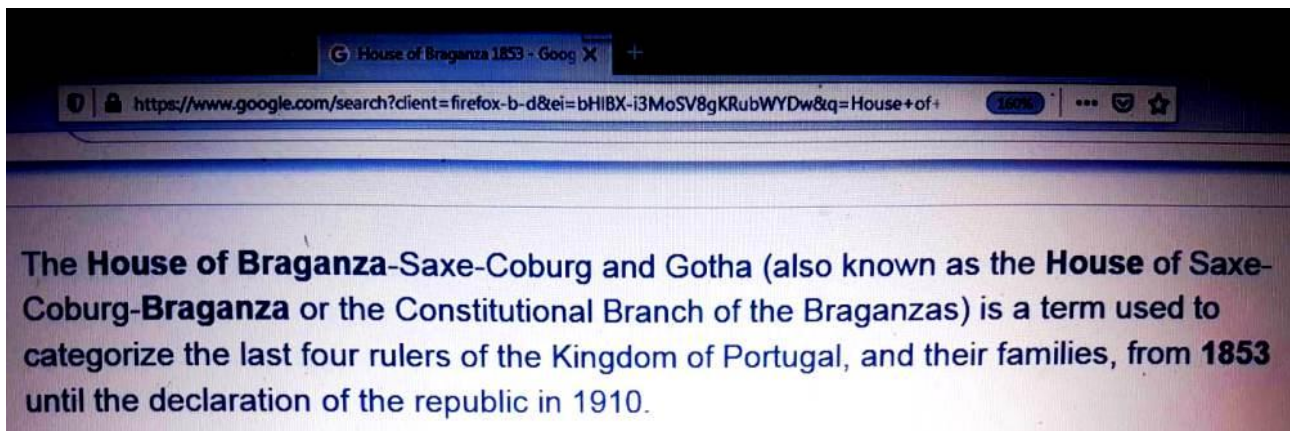 G House of Braganza 1853 - Goog X +
https://www.google.com/search?client=firefox-b-d&ei=bHIBX-i3MoSV8gKRubWYDw&q=House+of+ 160% ...
The House of Braganza-Saxe-Coburg and Gotha (also known as the House of Saxe-
Coburg-Braganza or the Constitutional Branch of the Braganzas) is a term used to
categorize the last four rulers of the Kingdom of Portugal, and their families, from 1853
until the declaration of the republic in 1910.